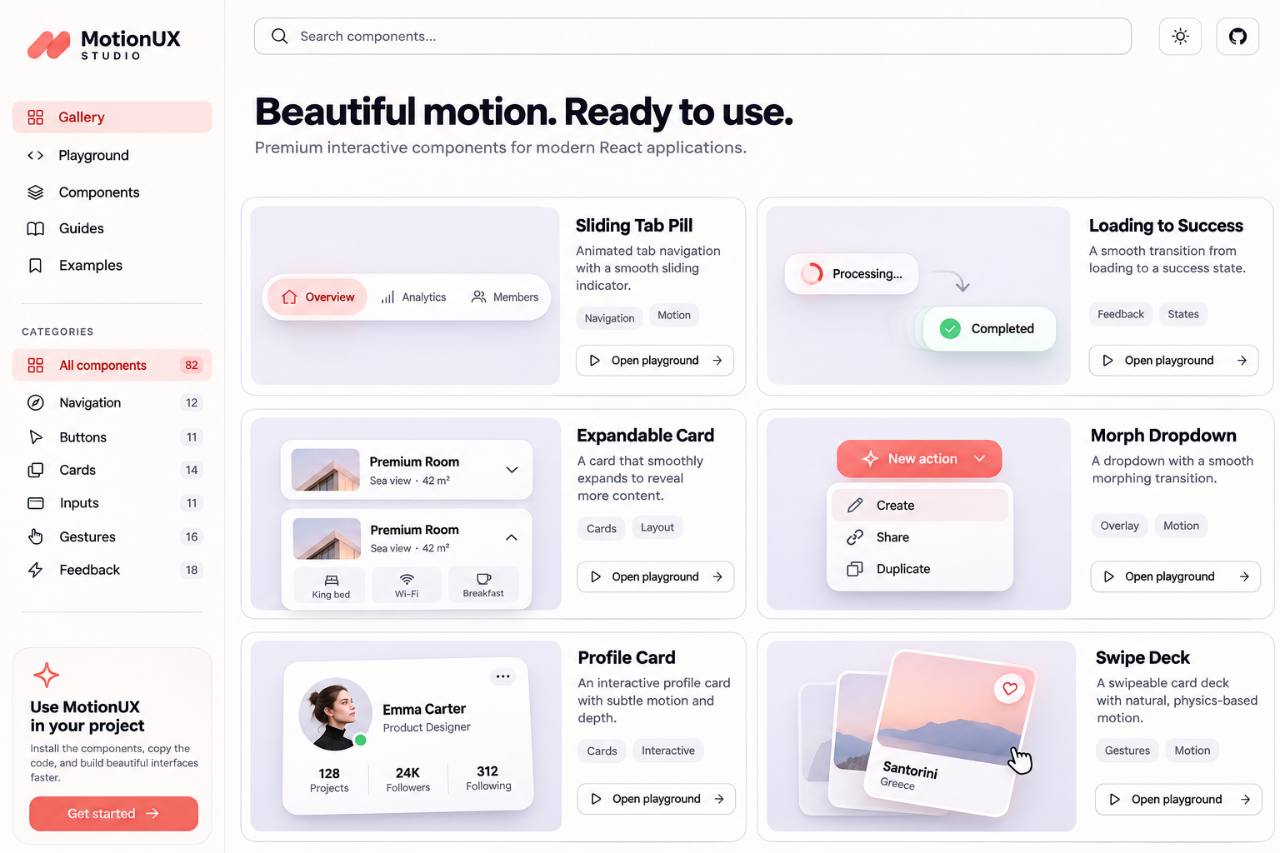 MotionUX
STUDIO
Gallery
Playground
Components
Guides
Examples
CATEGORIES
All components 82
Navigation 12
Buttons 11
Cards 14
Inputs 11
Gestures 16
Feedback 18
Use MotionUX
in your project
Install the components, copy the
code, and build beautiful interfaces
faster.
Get started
Search components...
Beautiful motion. Ready to use.
Premium interactive components for modern React applications.
Overview Analytics Members
Sliding Tab Pill
Animated tab navigation
with a smooth sliding
indicator.
Navigation Motion
Open playground
Processing...
Completed
Loading to Success
A smooth transition from
loading to a success state.
Feedback States
Open playground
Premium Room
Sea view · 42 m²
Premium Room
Sea view · 42 m²
King bed Wi-Fi Breakfast
Expandable Card
A card that smoothly
expands to reveal
more content.
Cards Layout
Open playground
New action
Create
Share
Duplicate
Morph Dropdown
A dropdown with a smooth
morphing transition.
Overlay Motion
Open playground
Emma Carter
Product Designer
128 24K 312
Projects Followers Following
Profile Card
An interactive profile card
with subtle motion and
depth.
Cards Interactive
Open playground
Santorini
Greece
Swipe Deck
A swipeable card deck
with natural, physics-based
motion.
Gestures Motion
Open playground